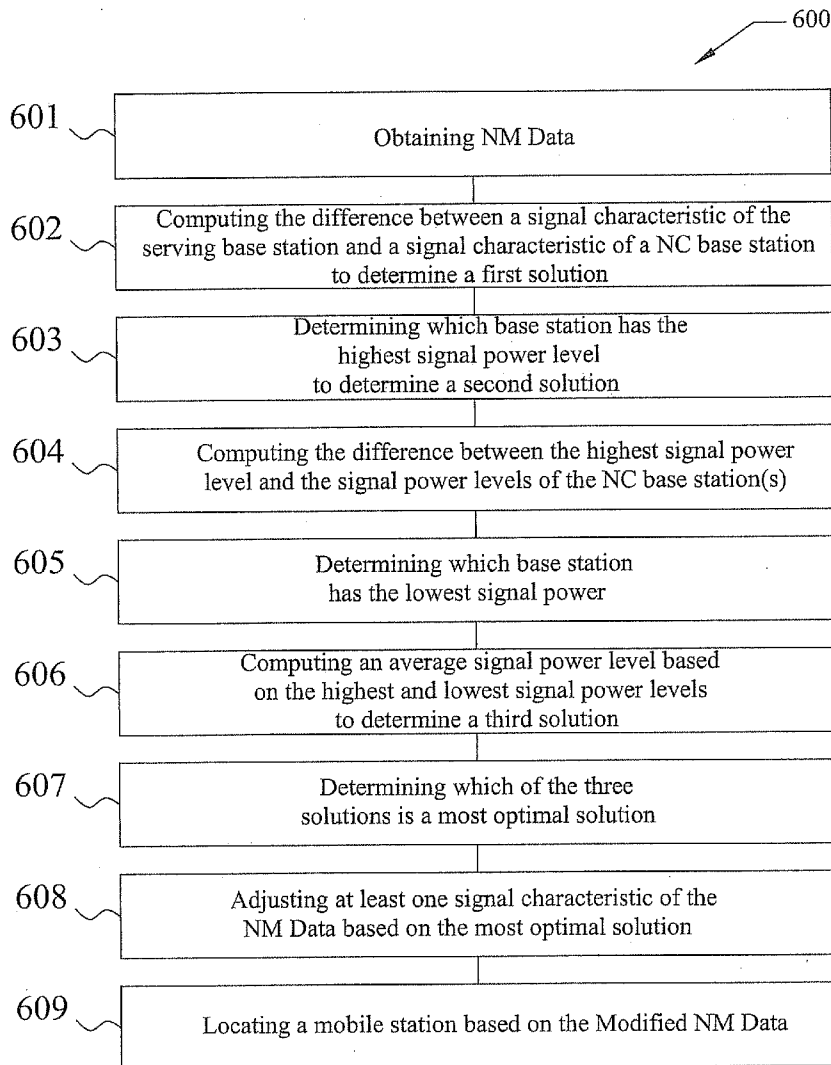 600
601
Obtaining NM Data
602
Computing the difference between a signal characteristic of the
serving base station and a signal characteristic of a NC base station
to determine a first solution
603
Determining which base station has the
highest signal power level
to determine a second solution
604
Computing the difference between the highest signal power
level and the signal power levels of the NC base station(s)
605
Determining which base station
has the lowest signal power
606
Computing an average signal power level based
on the highest and lowest signal power levels
to determine a third solution
607
Determining which of the three
solutions is a most optimal solution
608
Adjusting at least one signal characteristic of the
NM Data based on the most optimal solution
609
Locating a mobile station based on the Modified NM Data